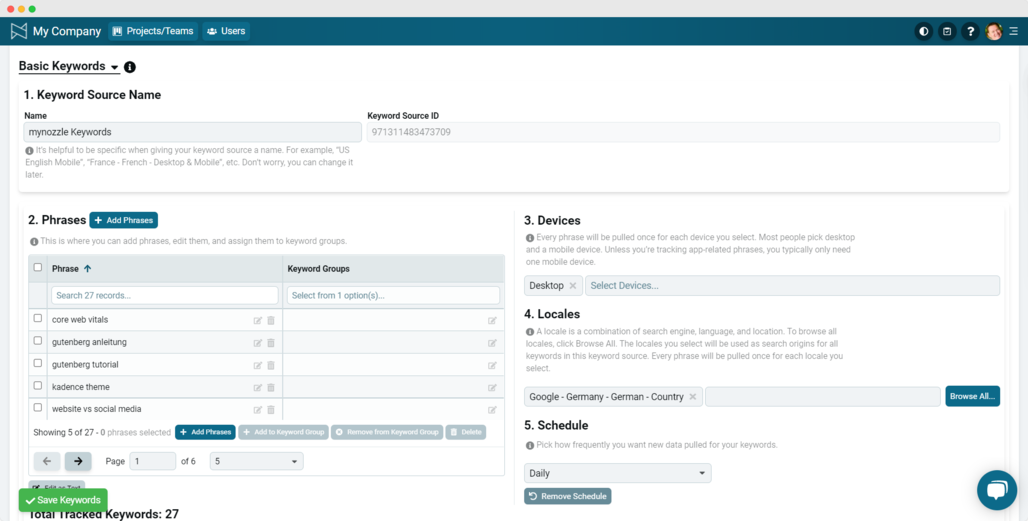 My Company Projects/Teams Users ?
Basic Keywords
1. Keyword Source Name
Name
Keyword Source ID
mynozzle Keywords
971311483473709
It's helpful to be specific when giving your keyword source a name. For example, "US
English Mobile", "France - French - Desktop & Mobile", etc. Don't worry, you can change it
later.
2. Phrases + Add Phrases
This is where you can add phrases, edit them, and assign them to keyword groups.
Phrase Keyword Groups
Search 27 records... Select from 1 option(s)...
core web vitals
gutenberg anleitung
gutenberg tutorial
kadence theme
website vs social media
Showing 5 of 27 - 0 phrases selected + Add Phrases + Add to Keyword Group Remove from Keyword Group Delete
Page 1 of 6 5
Edit as Text
Save Keywords
Total Tracked Keywords: 27
3. Devices
Every phrase will be pulled once for each device you select. Most people pick desktop
and a mobile device. Unless you're tracking app-related phrases, you typically only need
one mobile device.
Desktop × Select Devices...
4. Locales
A locale is a combination of search engine, language, and location. To browse all
locales, click Browse All. The locales you select will be used as search origins for all
keywords in this keyword source. Every phrase will be pulled once for each locale you
select.
Google - Germany - German - Country × Browse All...
5. Schedule
Pick how frequently you want new data pulled for your keywords.
Daily
Remove Schedule